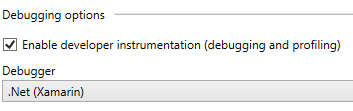 Debugging options
Enable developer instrumentation (debugging and profiling)
Debugger
.Net (Xamarin)